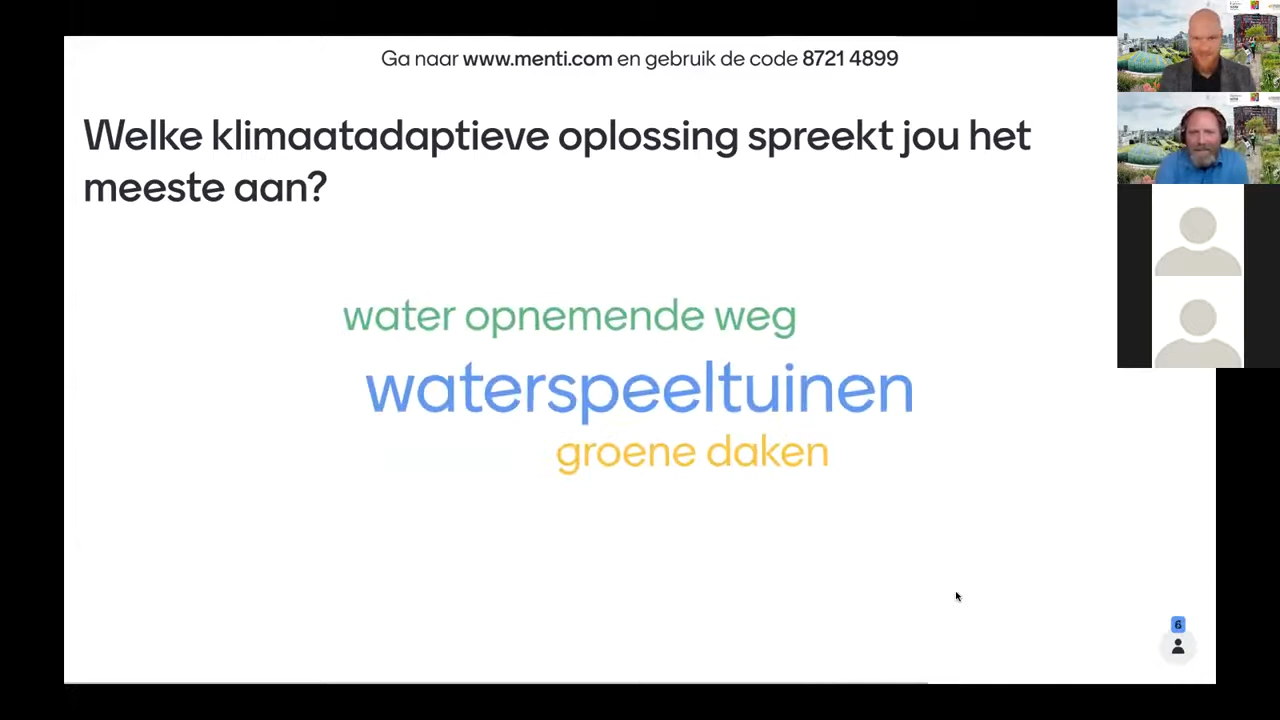 Ga naar www.menti.com en gebruik de code 8721 4899
Welke klimaatadaptieve oplossing spreekt jou het
meeste aan?
water opnemende weg
waterspeeltuinen
groene daken
6